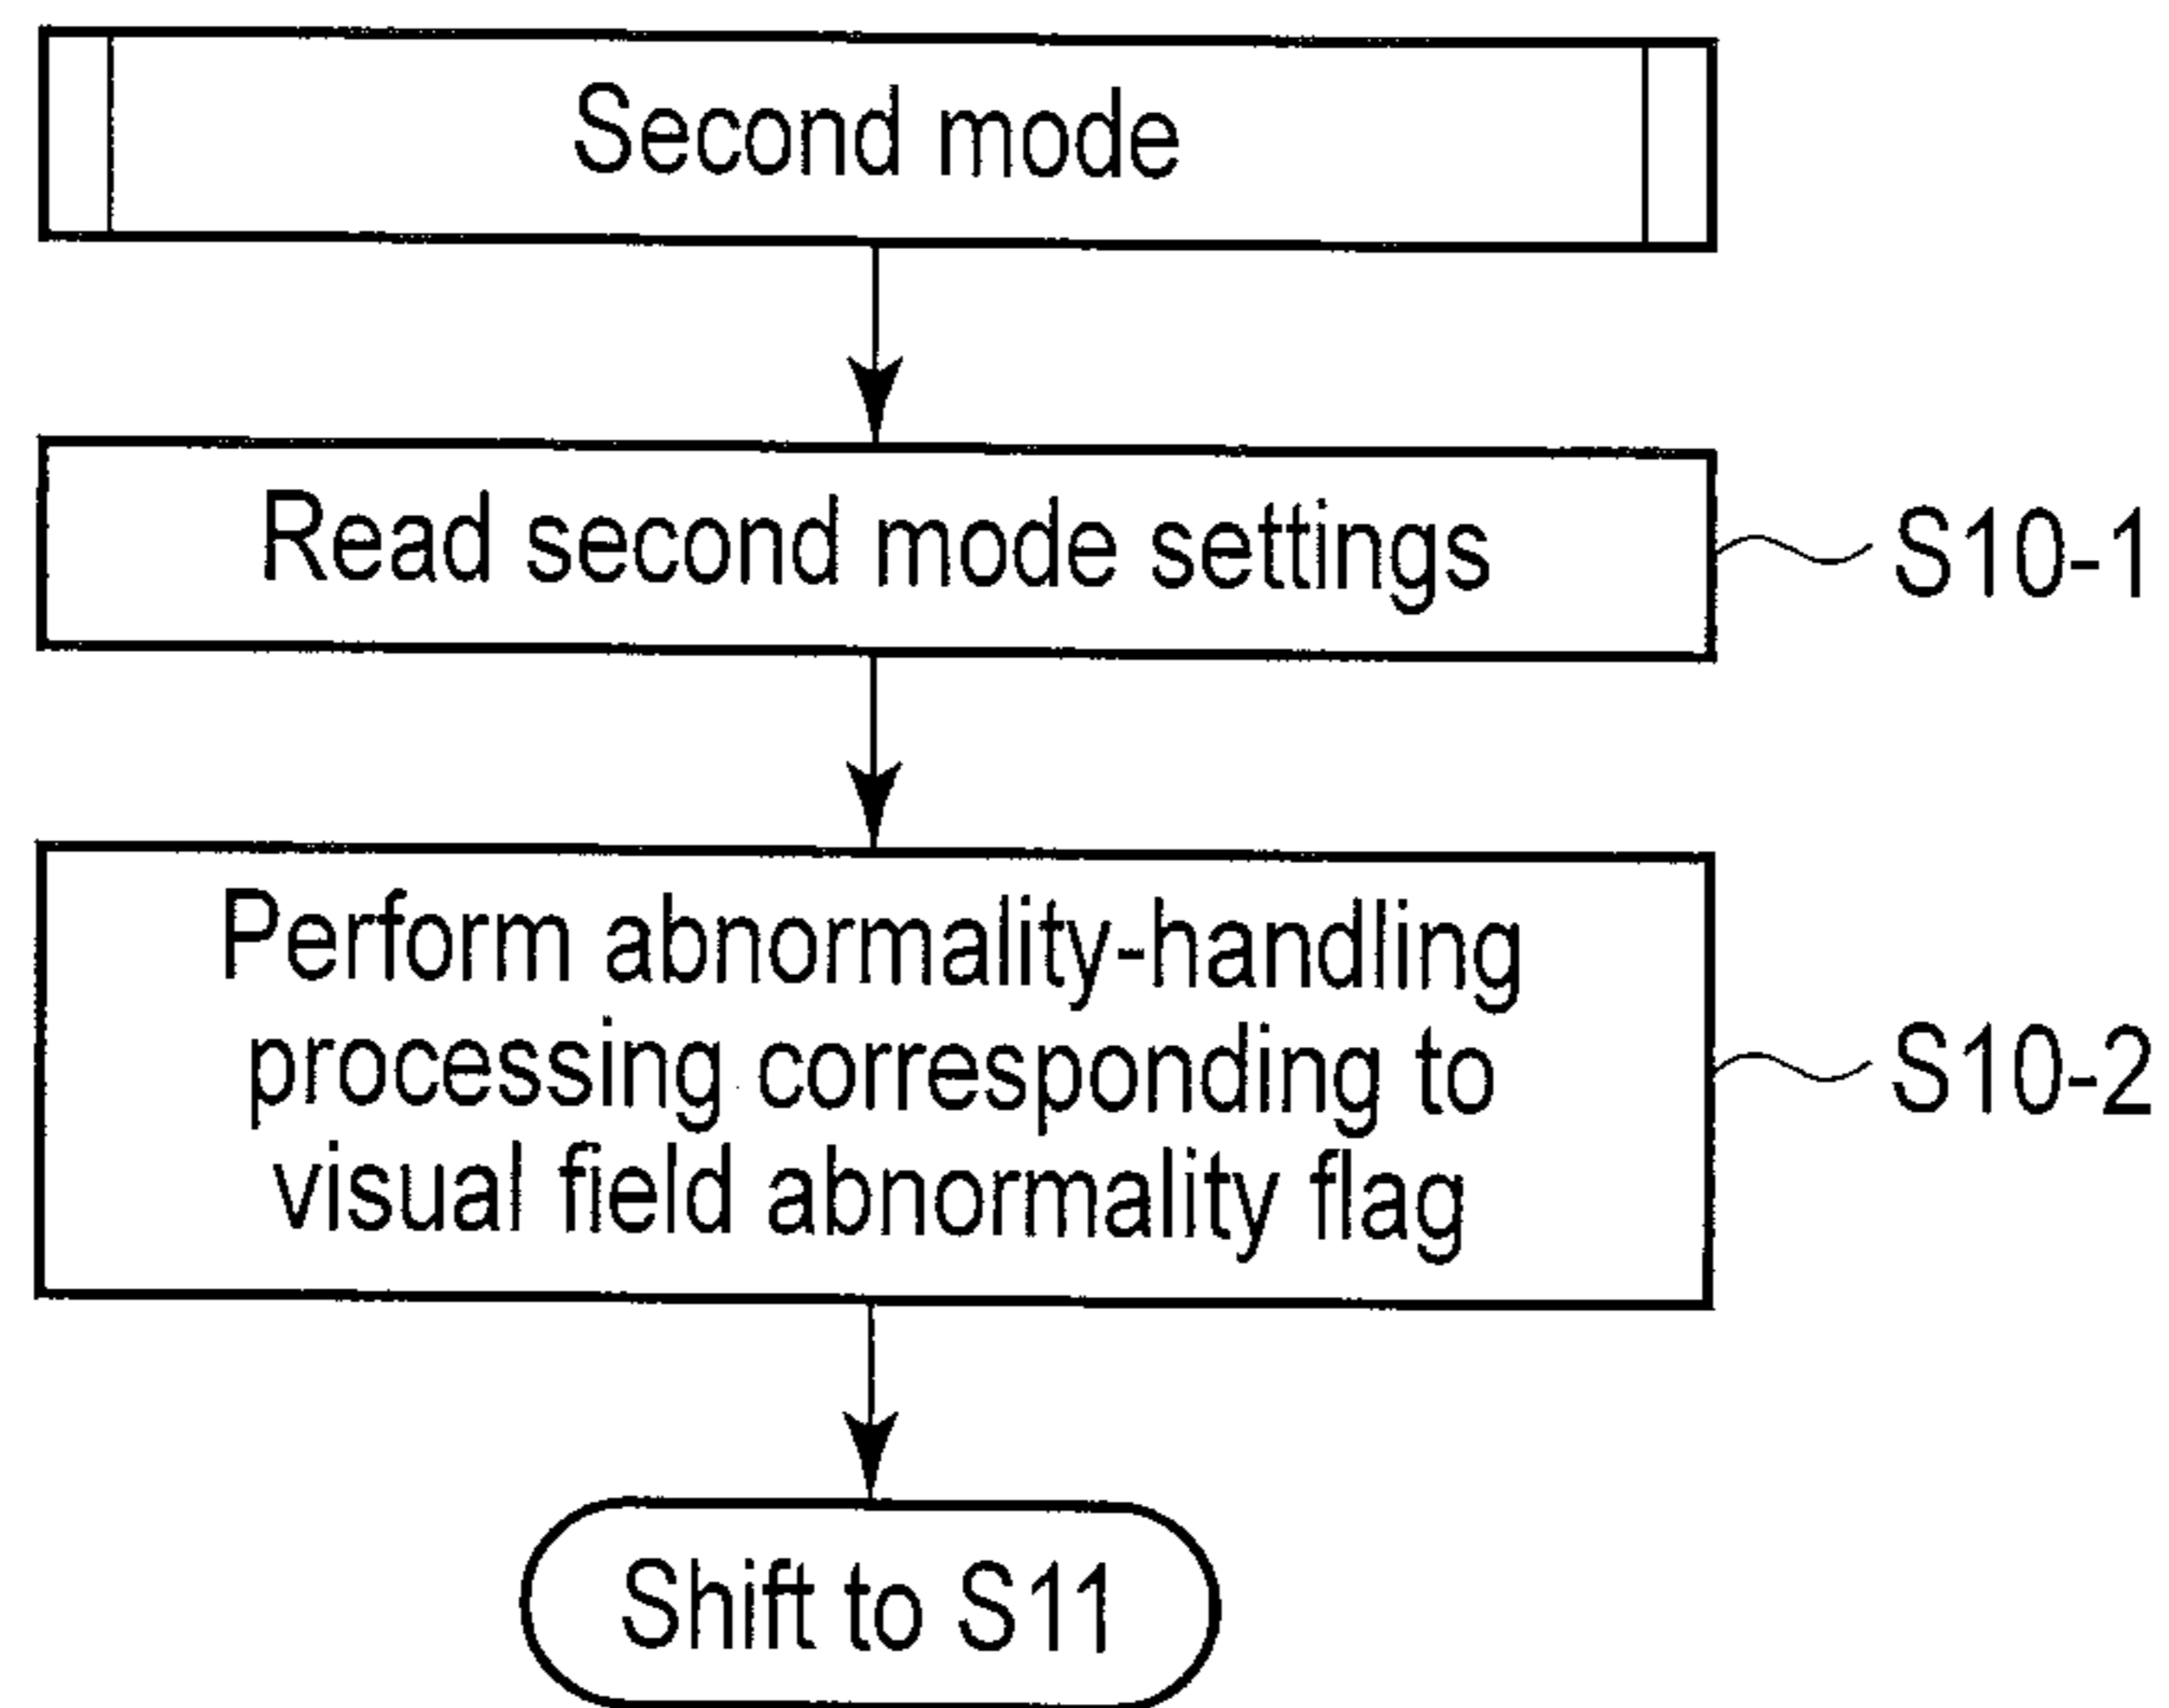 Second mode
Read second mode settings
S10-1
Perform abnormality-handling
processing corresponding to
visual field abnormality flag
S10-2
Shift to S11